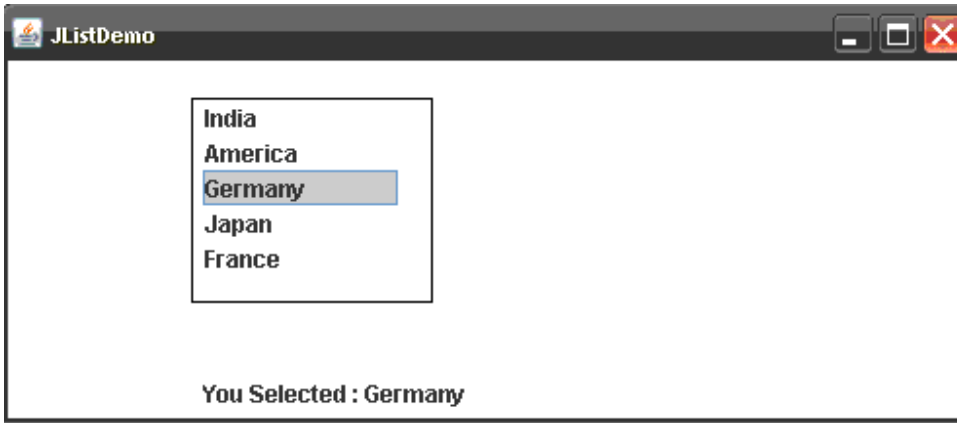 JListDemo
India
America
Germany
Japan
France
You Selected : Germany